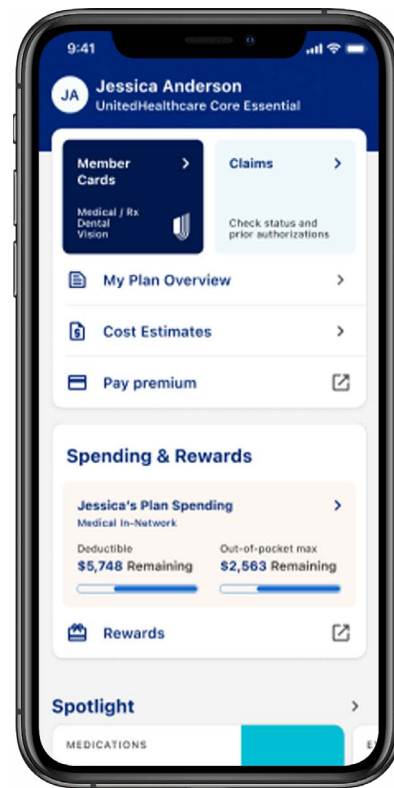 9:41
JA
Jessica Anderson
UnitedHealthcare Core Essential
Member
Cards
Medical / Rx
Dental
Vision
Claims
Check status and
prior authorizations
My Plan Overview
Cost Estimates
Pay premium
Spending & Rewards
Jessica's Plan Spending
Medical In-Network
Deductible
$5,748 Remaining
Out-of-pocket max
$2,563 Remaining
Rewards
Spotlight
MEDICATIONS